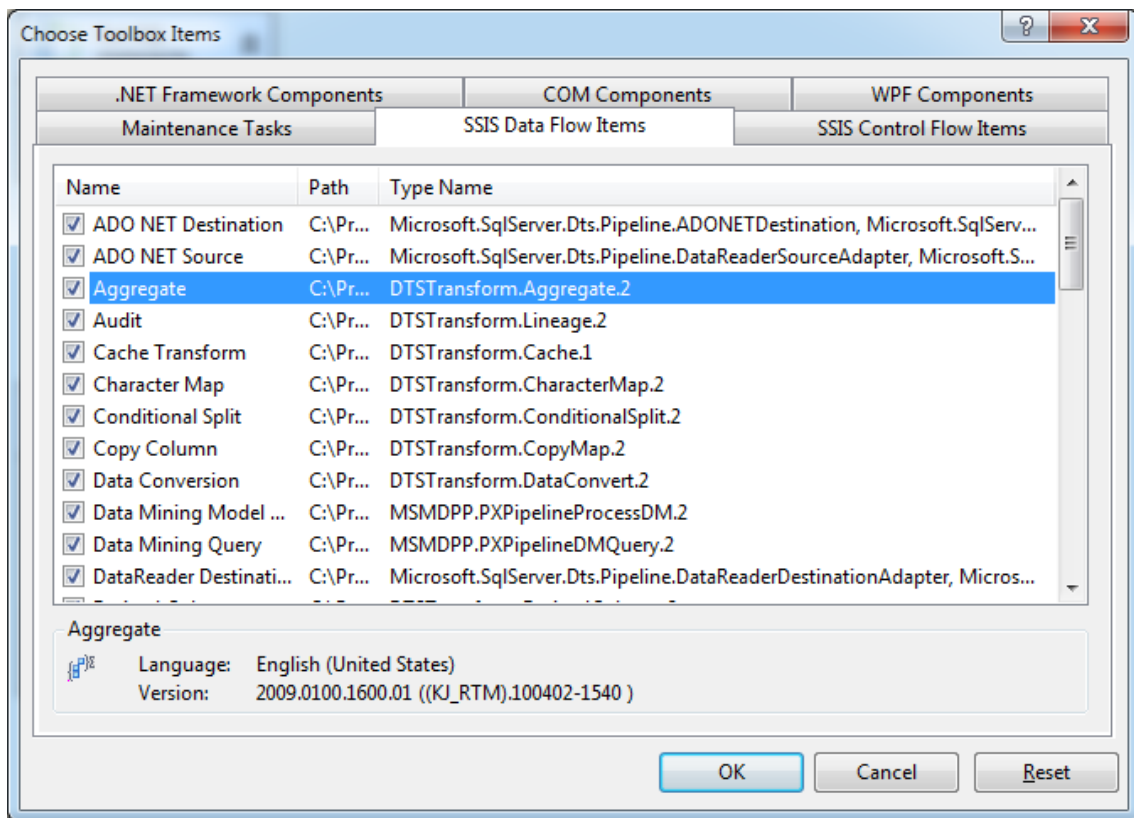 Choose Toolbox Items
.NET Framework Components COM Components WPF Components
Maintenance Tasks SSIS Data Flow Items SSIS Control Flow Items
Name Path Type Name
ADO NET Destination C:\Pr... Microsoft.SqlServer.Dts.Pipeline.ADONETDestination, Microsoft.SqlServ...
ADO NET Source C:\Pr... Microsoft.SqlServer.Dts.Pipeline.DataReaderSourceAdapter, Microsoft.S...
Aggregate C:\Pr... DTSTransform.Aggregate.2
Audit C:\Pr... DTSTransform.Lineage.2
Cache Transform C:\Pr... DTSTransform.Cache.1
Character Map C:\Pr... DTSTransform.CharacterMap.2
Conditional Split C:\Pr... DTSTransform.ConditionalSplit.2
Copy Column C:\Pr... DTSTransform.CopyMap.2
Data Conversion C:\Pr... DTSTransform.DataConvert.2
Data Mining Model ... C:\Pr... MSMDPP.PXPipelineProcessDM.2
Data Mining Query C:\Pr... MSMDPP.PXPipelineDMQuery.2
DataReader Destinati... C:\Pr... Microsoft.SqlServer.Dts.Pipeline.DataReaderDestinationAdapter, Micros...
Aggregate
Language: English (United States)
Version: 2009.0100.1600.01 ((KJ_RTM).100402-1540 )
OK Cancel Reset